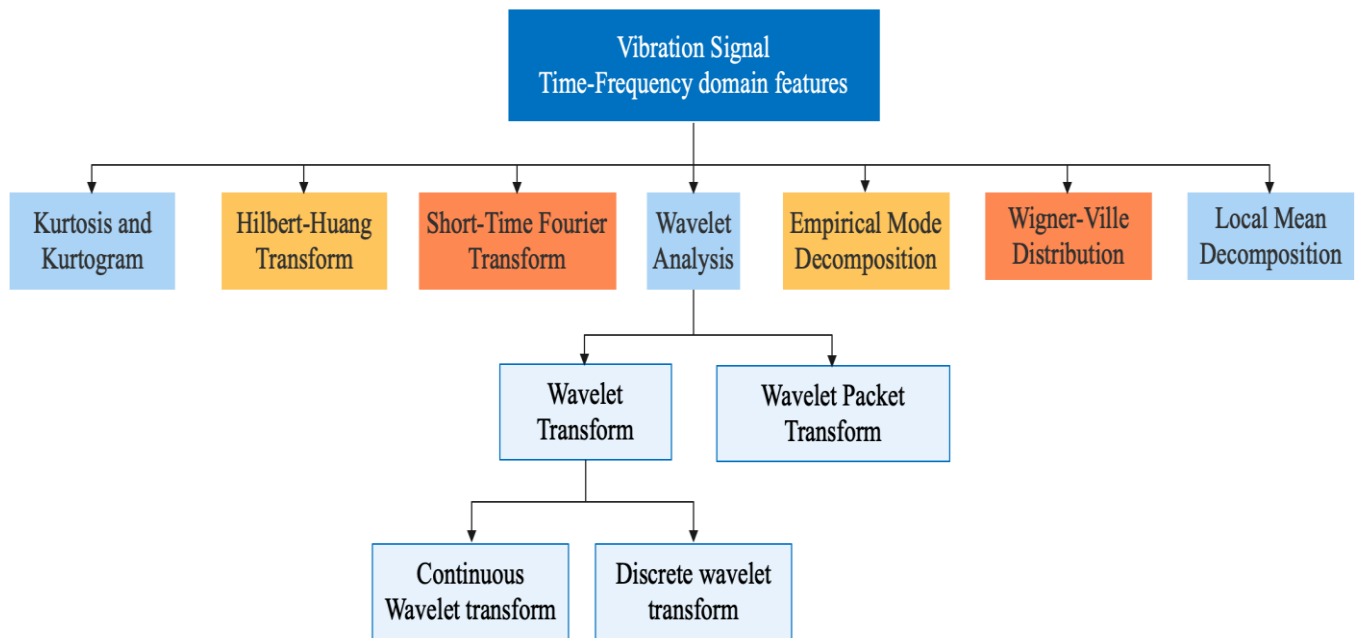 Vibration Signal
Time-Frequency domain features
Kurtosis and
Kurtogram
Hilbert-Huang
Transform
Short-Time Fourier
Transform
Wavelet
Analysis
Empirical Mode
Decomposition
Wigner-Ville
Distribution
Local Mean
Decomposition
Wavelet
Transform
Wavelet Packet
Transform
Continuous
Wavelet transform
Discrete wavelet
transform